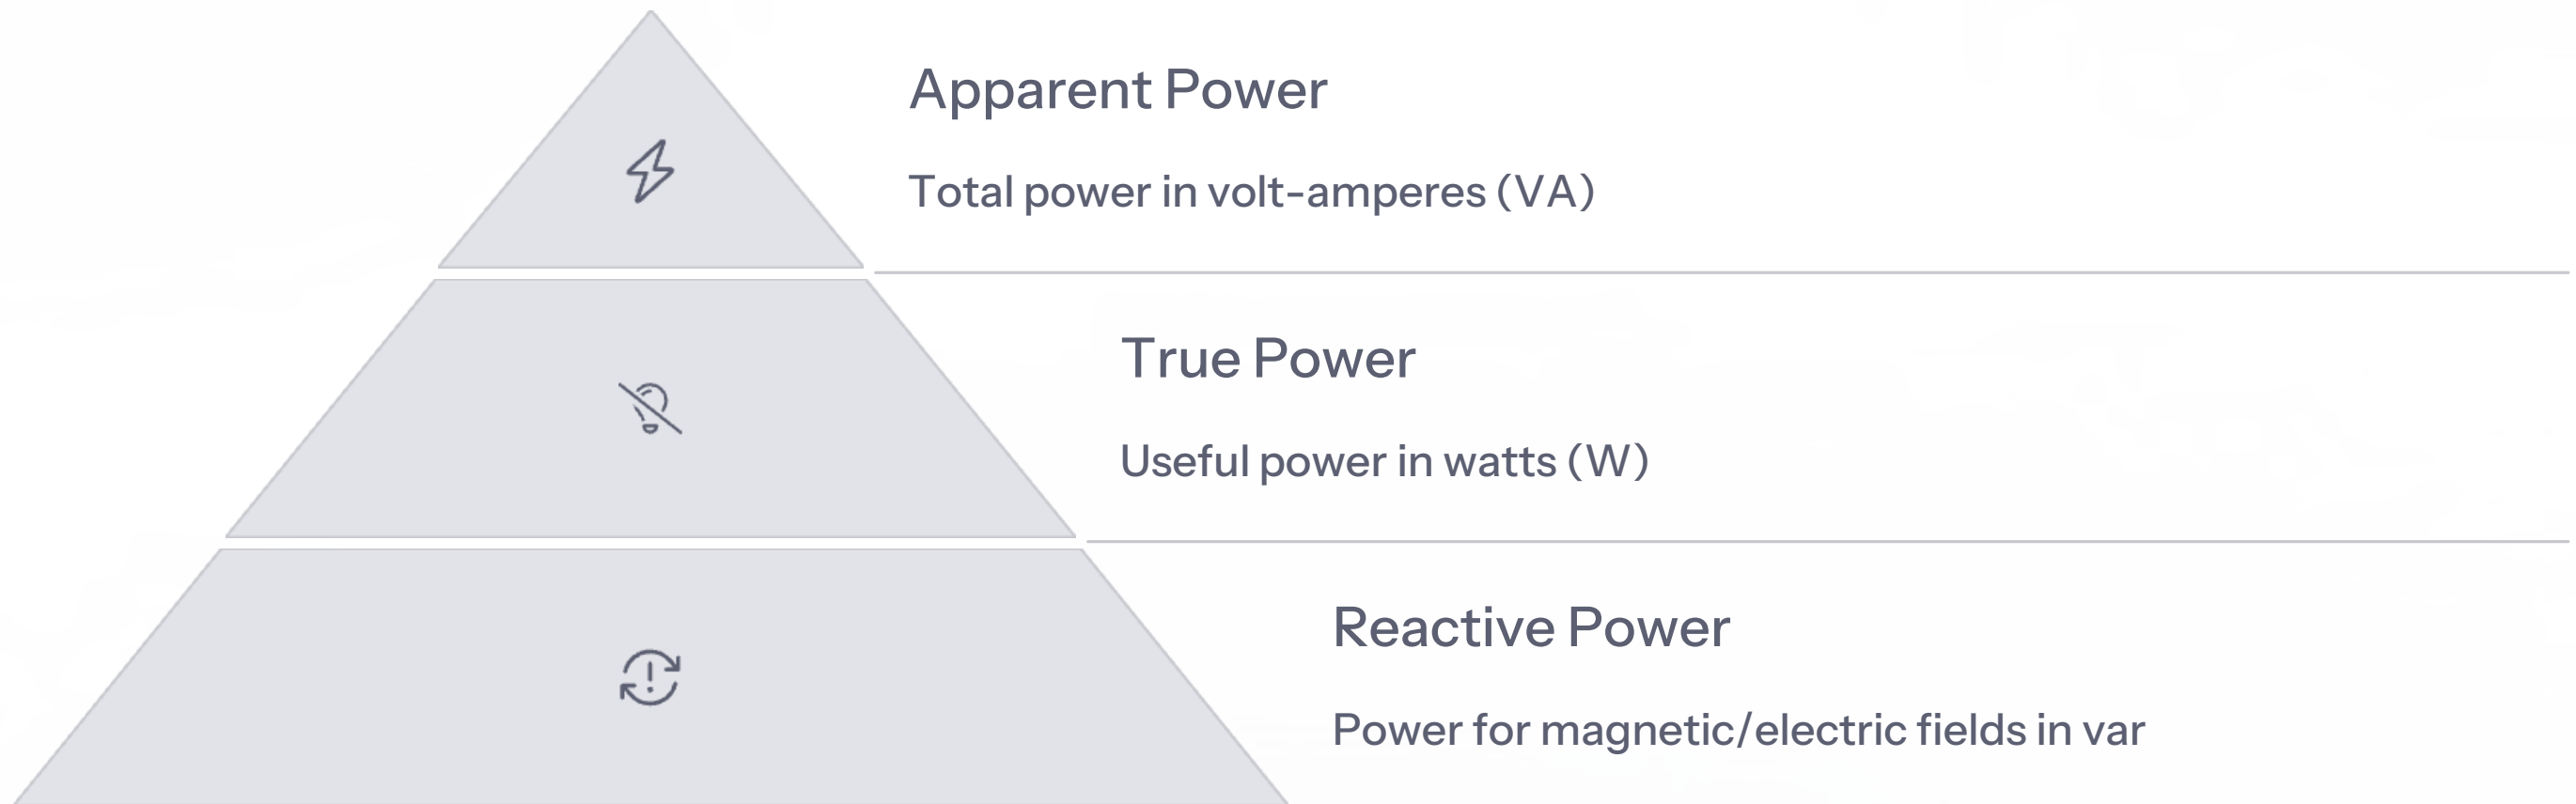 Apparent Power
Total power in volt-amperes (VA)
True Power
Useful power in watts (W)
Reactive Power
Power for magnetic/electric fields in var